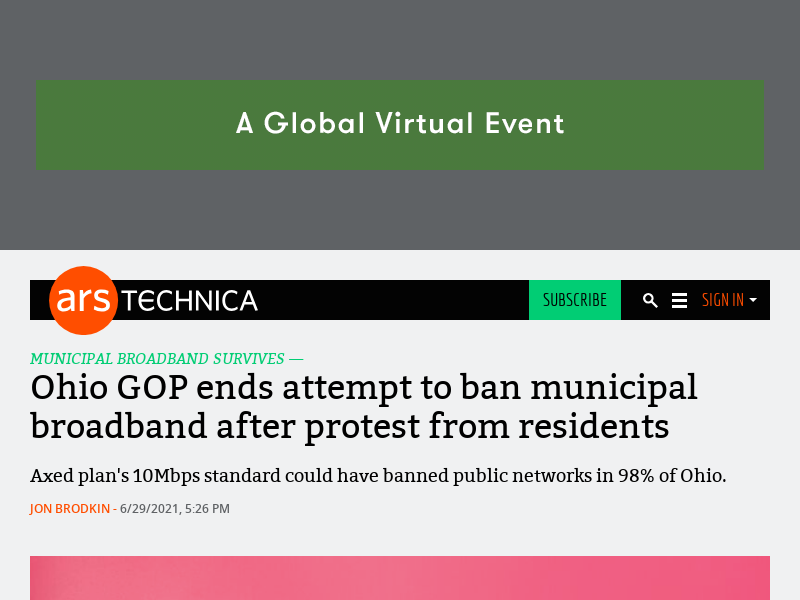 A Global Virtual Event
ars TECHNICA
SUBSCRIBE
SIGN IN
MUNICIPAL BROADBAND SURVIVES —
Ohio GOP ends attempt to ban municipal
broadband after protest from residents
Axed plan's 10Mbps standard could have banned public networks in 98% of Ohio.
JON BRODKIN - 6/29/2021, 5:26 PM